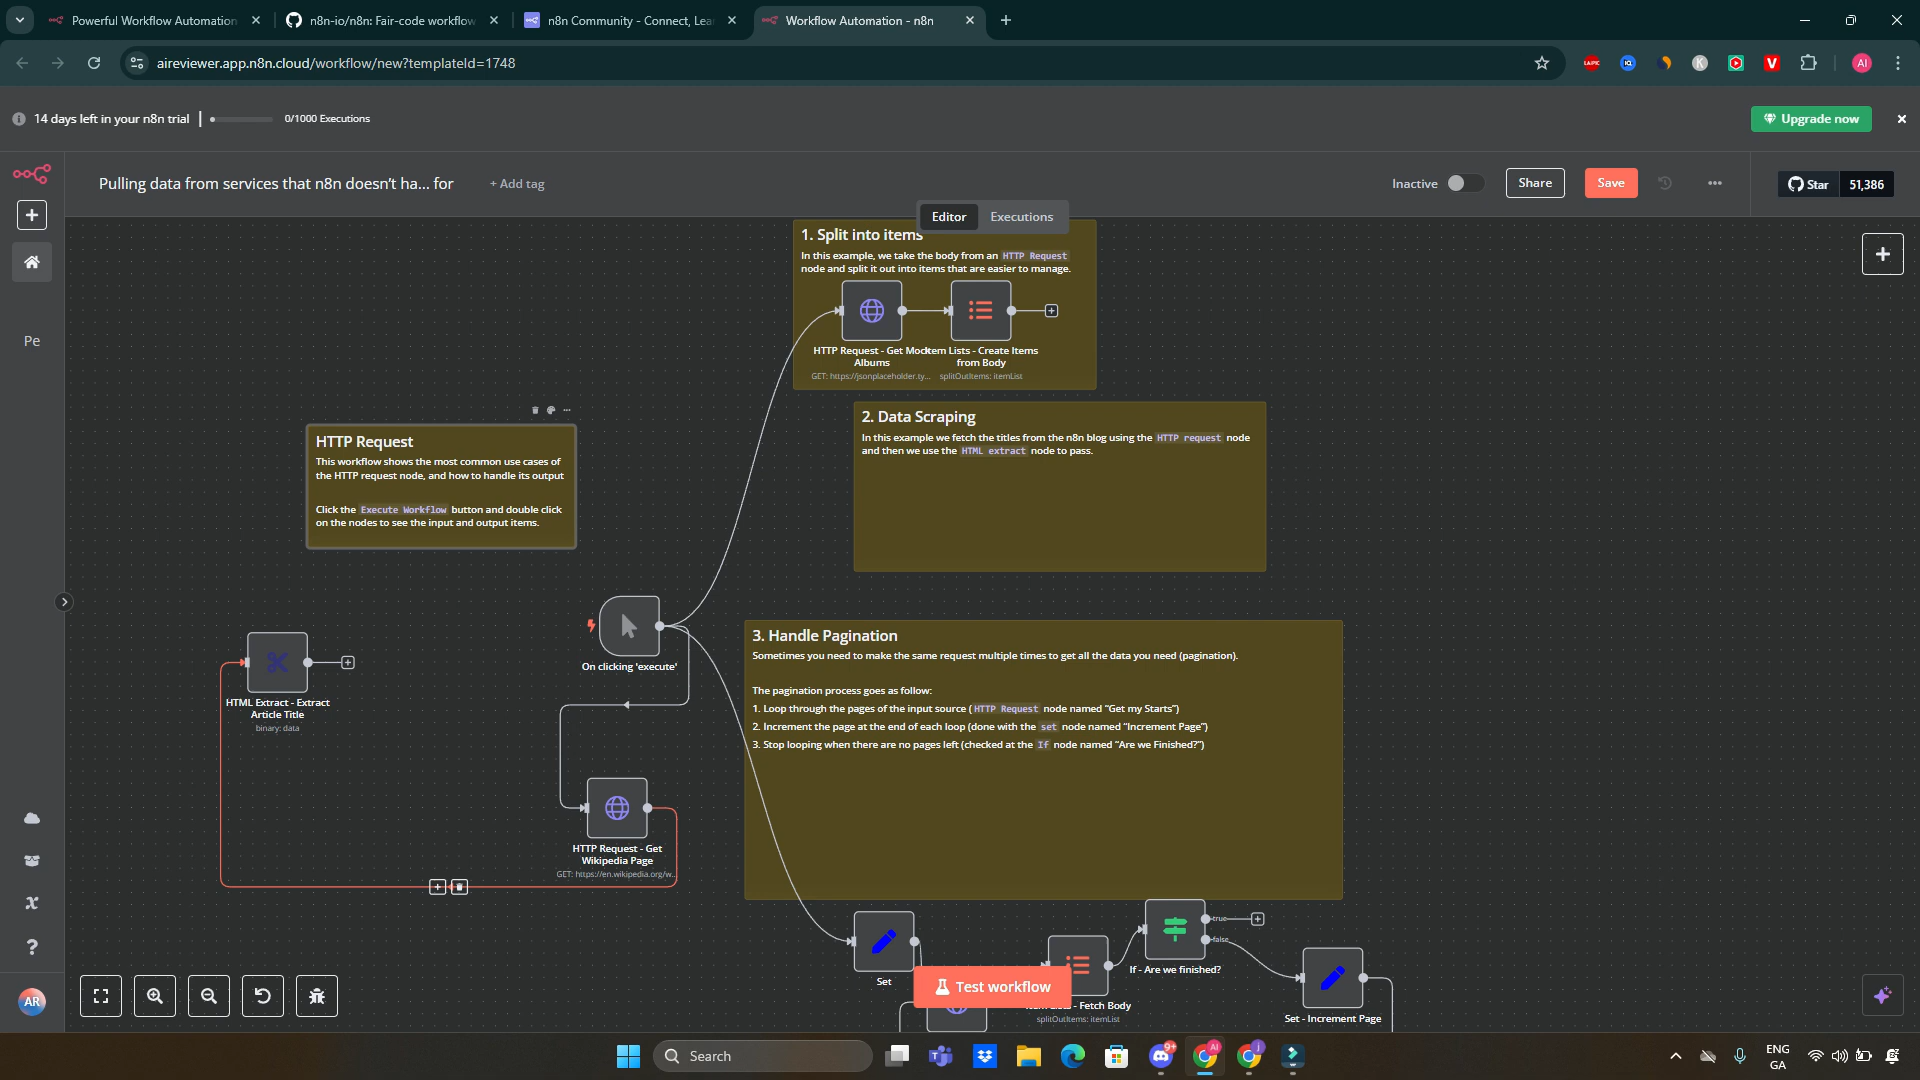 Powerful Workflow Automation
n8n-io/n8n: Fair-code workflow
n8n Community - Connect, Lea
Workflow Automation - n8n
aireviewer.app.n8n.cloud/workflow/new?templateId=1748
14 days left in your n8n trial
0/1000 Executions
Upgrade now
Pulling data from services that n8n doesn't ha... for
+ Add tag
Inactive
Share
Save
Star
51,386
Editor
Executions
Pe
1. Split into items
In this example, we take the body from an HTTP Request
node and split it out into items that are easier to manage.
HTTP Request - Get Mock
Albums
GET: https://jsonplaceholder.ty...
Item Lists - Create Items
from Body
splitOutItems: itemList
2. Data Scraping
In this example we fetch the titles from the n8n blog using the HTTP request node
and then we use the HTML extract node to pass.
HTTP Request
This workflow shows the most common use cases of
the HTTP request node, and how to handle its output
Click the Execute Workflow button and double click
on the nodes to see the input and output items.
On clicking 'execute'
HTML Extract - Extract
Article Title
binary: data
3. Handle Pagination
Sometimes you need to make the same request multiple times to get all the data you need (pagination).
The pagination process goes as follow:
1. Loop through the pages of the input source (HTTP Request node named "Get my Starts")
2. Increment the page at the end of each loop (done with the set node named "Increment Page")
3. Stop looping when there are no pages left (checked at the If node named "Are we Finished?")
HTTP Request - Get
Wikipedia Page
GET: https://en.wikipedia.org/w...
Set
true
false
If - Are we finished?
- Fetch Body
splitOutItems: itemList
Set - Increment Page
Test workflow
AR
Search
ENG
GA